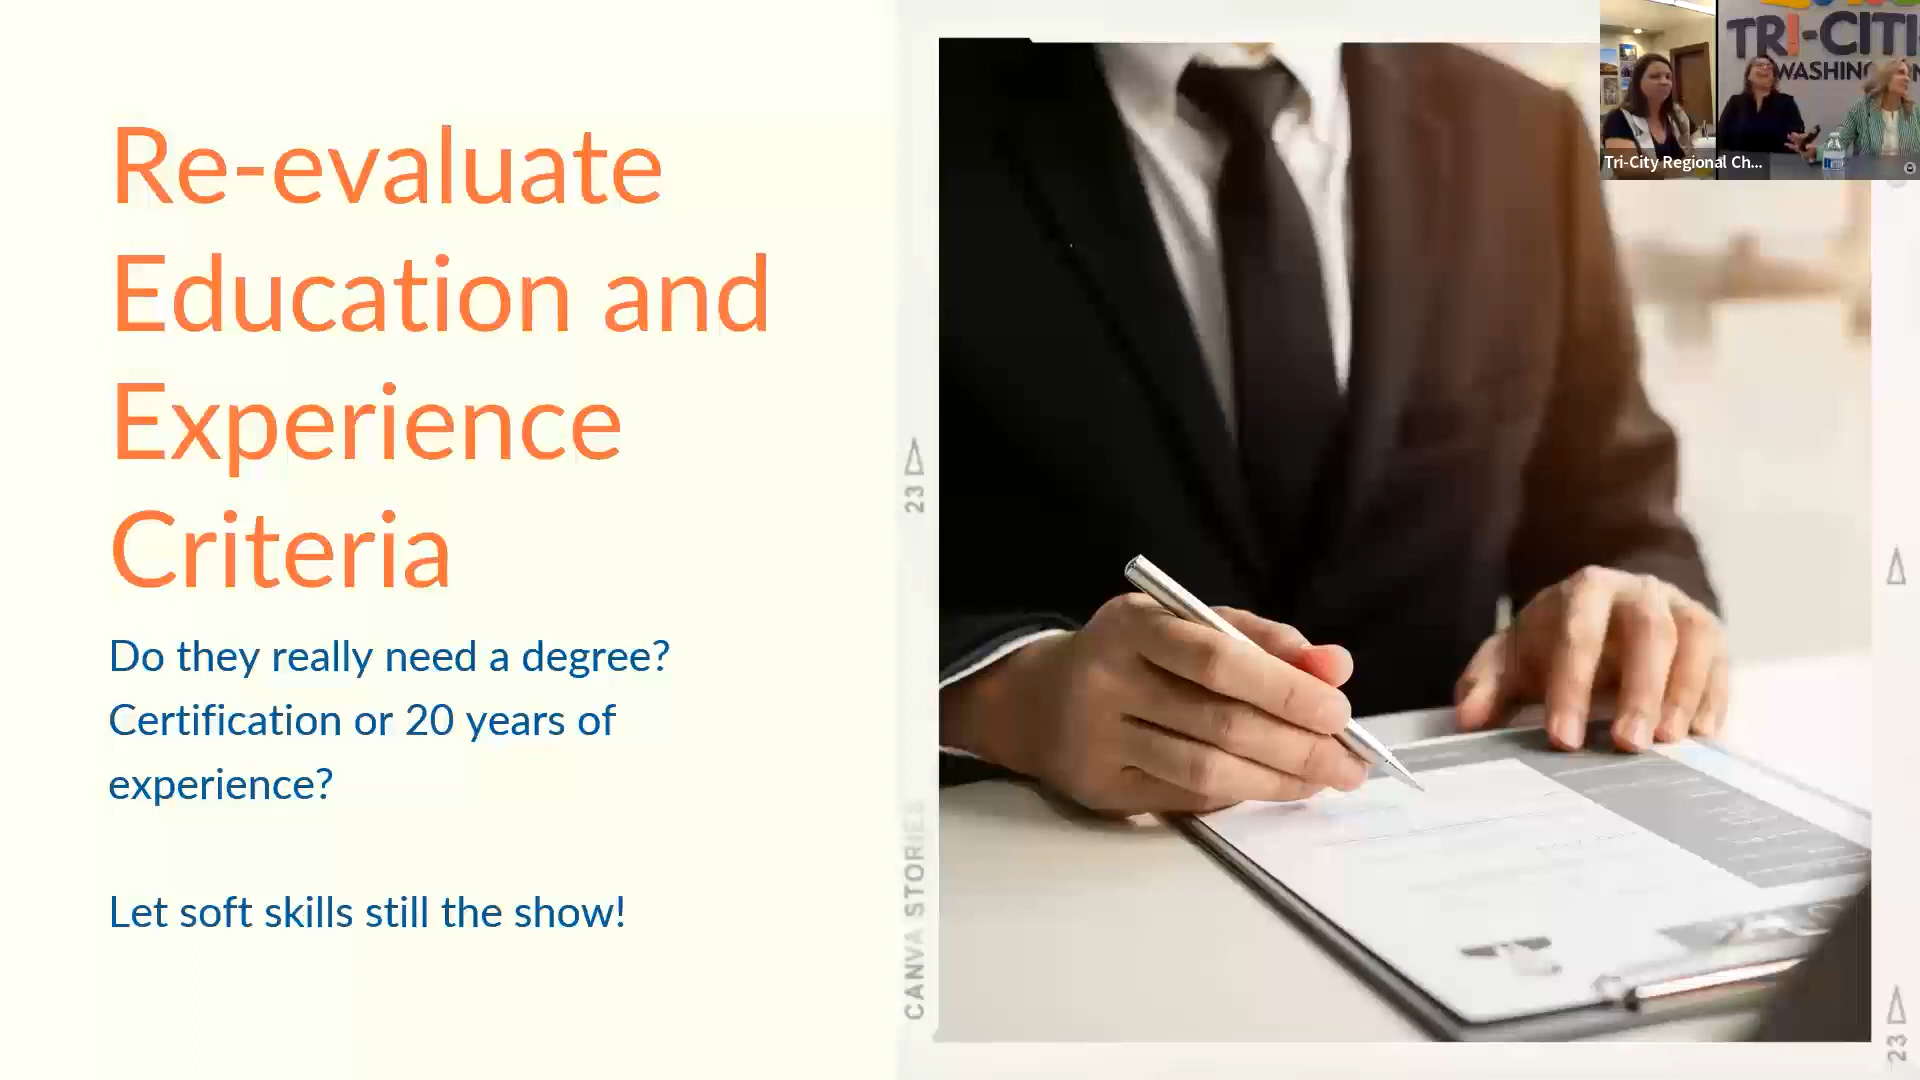 Re-evaluate
Education and
Experience
Criteria
Do they really need a degree?
Certification or 20 years of
experience?
Let soft skills still the show!
23
CANVA STORIES
23
TRI-CITI
WASHINGTON
Tri-City Regional Ch...